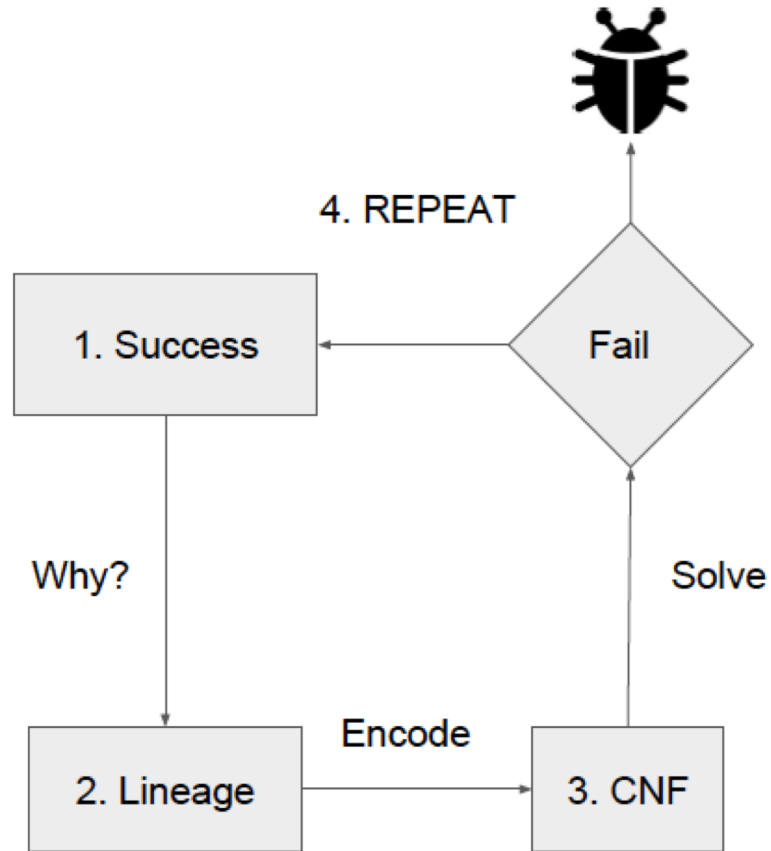 4. REPEAT
1. Success
Fail
Why?
Solve
Encode
2. Lineage
3. CNF